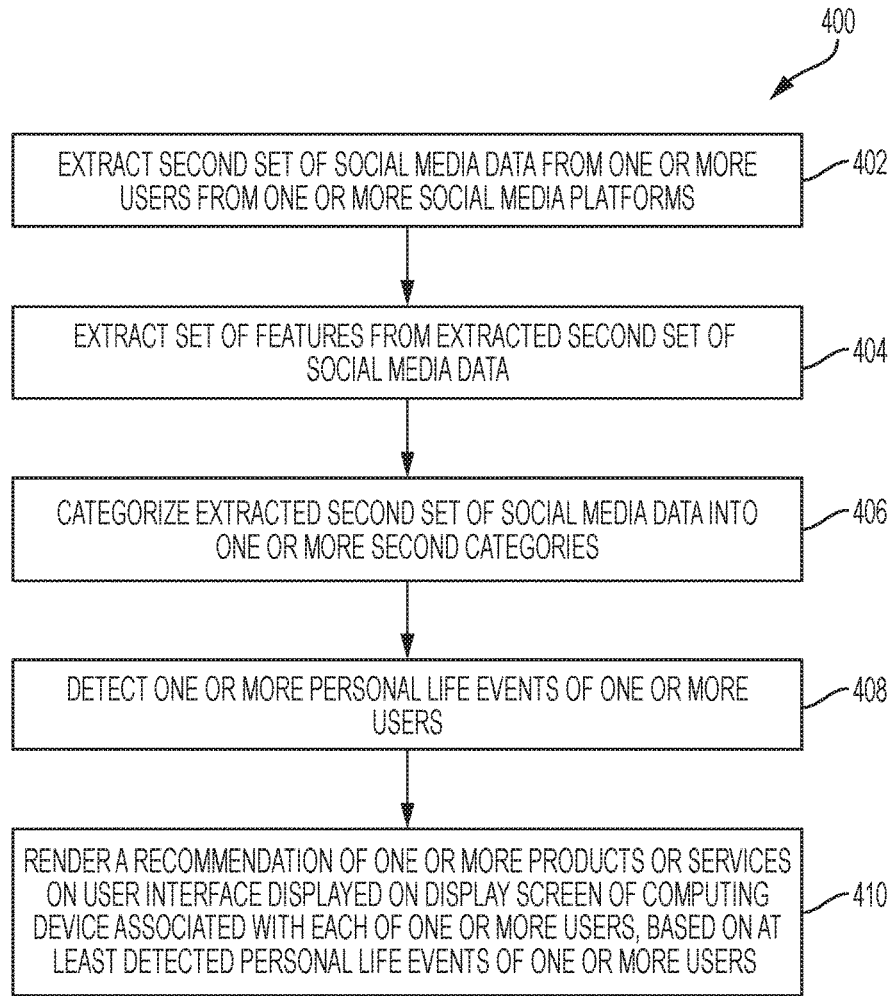 400
EXTRACT SECOND SET OF SOCIAL MEDIA DATA FROM ONE OR MORE
USERS FROM ONE OR MORE SOCIAL MEDIA PLATFORMS
402
EXTRACT SET OF FEATURES FROM EXTRACTED SECOND SET OF
SOCIAL MEDIA DATA
404
CATEGORIZE EXTRACTED SECOND SET OF SOCIAL MEDIA DATA INTO
ONE OR MORE SECOND CATEGORIES
406
DETECT ONE OR MORE PERSONAL LIFE EVENTS OF ONE OR MORE
USERS
408
RENDER A RECOMMENDATION OF ONE OR MORE PRODUCTS OR SERVICES
ON USER INTERFACE DISPLAYED ON DISPLAY SCREEN OF COMPUTING
DEVICE ASSOCIATED WITH EACH OF ONE OR MORE USERS, BASED ON AT
LEAST DETECTED PERSONAL LIFE EVENTS OF ONE OR MORE USERS
410